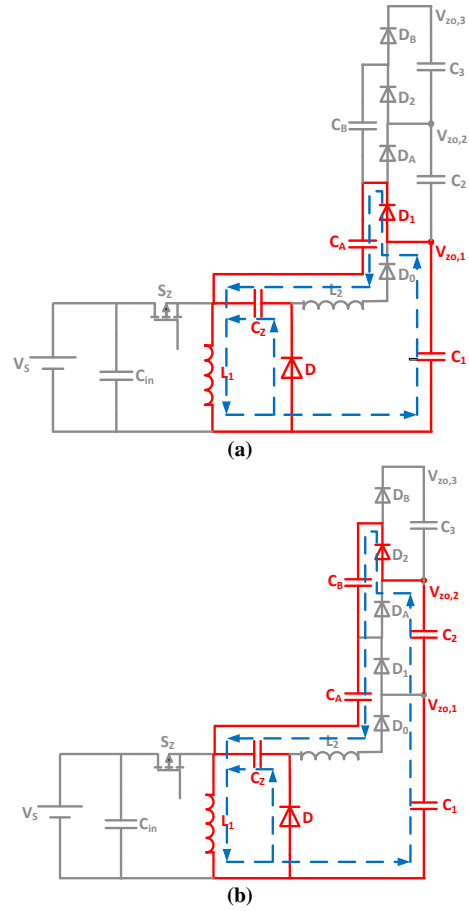 V_zo,3
D_B
C_3
D_2
C_B
V_zo,2
D_A
C_2
D_1
C_A
V_zo,1
D_0
S_Z
L_2
C_Z
V_S
C_in
L_1
D
C_1
(a)
V_zo,3
D_B
C_3
D_2
C_B
V_zo,2
D_A
C_2
D_1
C_A
V_zo,1
D_0
S_Z
L_2
C_Z
V_S
C_in
L_1
D
C_1
(b)